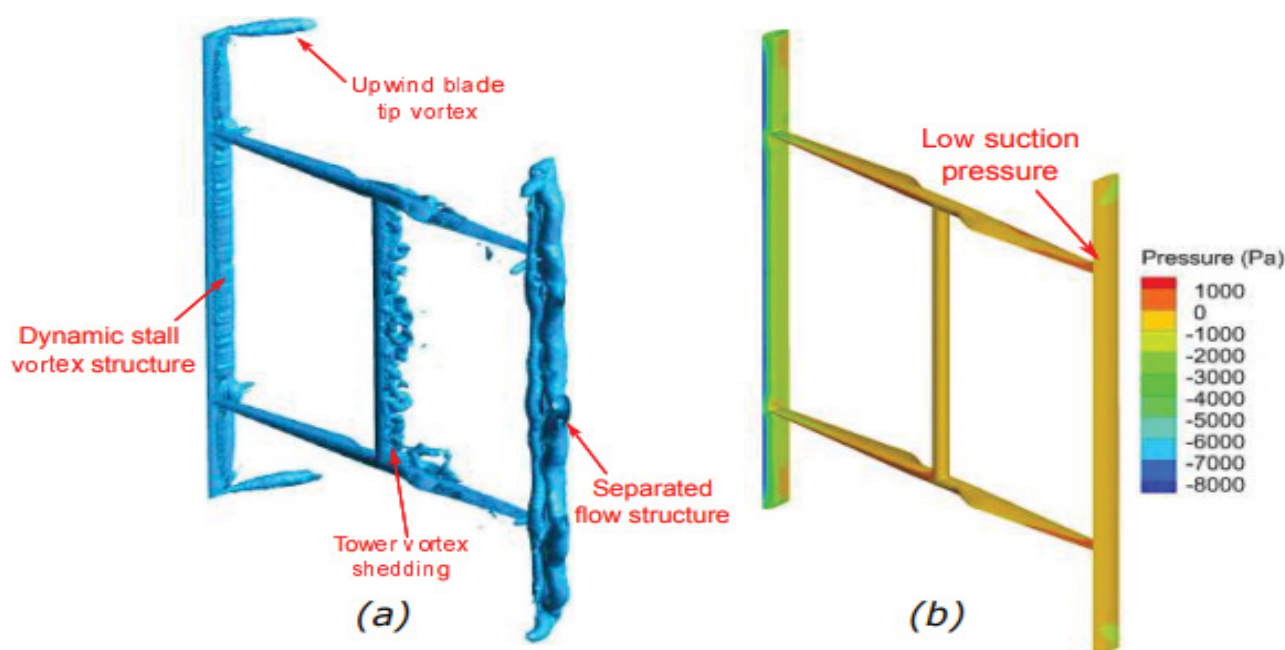 Upwind blade
tip vortex
Low suction
pressure
Pressure (Pa)
1000
0
-1000
-2000
-3000
-4000
-5000
-6000
-7000
-8000
Dynamic stall
vortex structure
Separated
flow structure
Tower vortex
shedding
(a)
(b)